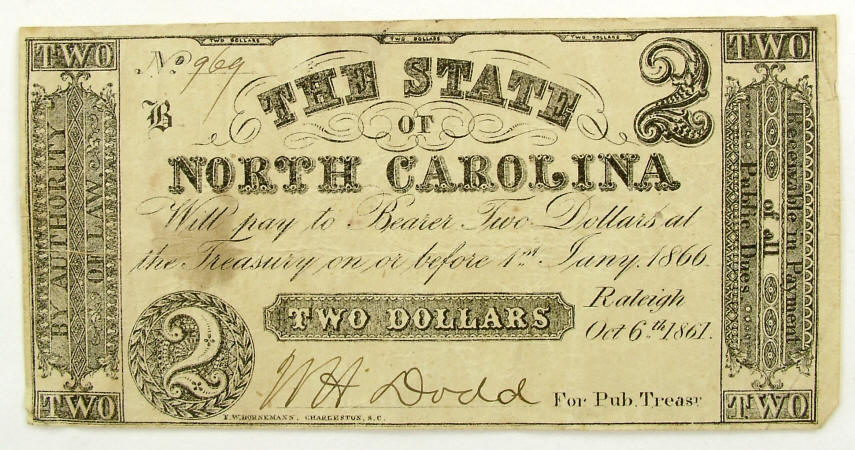 TWO DOLLARS TWO DOLLARS TWO DOLLARS
TWO TWO
No 969
B
2
THE STATE
OF
NORTH CAROLINA
Will pay to Bearer Two Dollars at
the Treasury on or before 1st Jany. 1866
BY AUTHORITY
OF LAW
Receivable in Payment
of all
Public Dues
Raleigh
TWO DOLLARS
Oct 6th 1861.
2
W H Dodd For Pub. Treasr
TWO TWO
F. W. BORNEMANN, CHARLESTON, S.C.